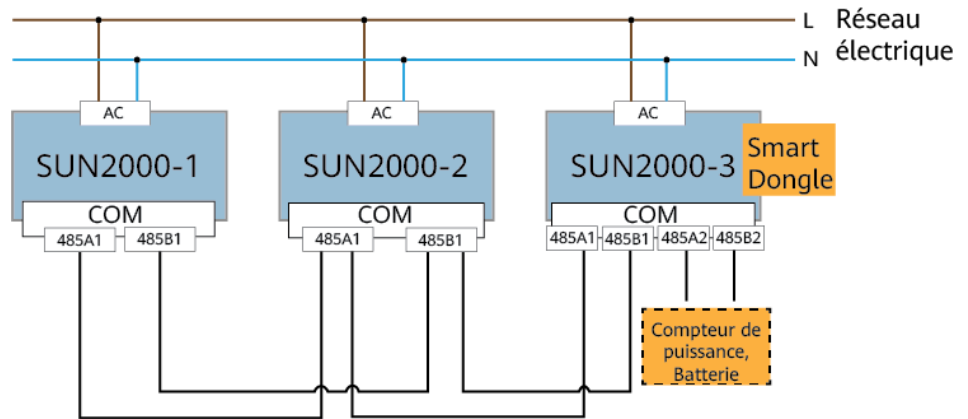 L
Réseau
N
électrique
AC
AC
AC
SUN2000-1
SUN2000-2
SUN2000-3
Smart
Dongle
COM
COM
COM
485A1
485B1
485A1
485B1
485A1
485B1
485A2
485B2
Compteur de
puissance,
Batterie